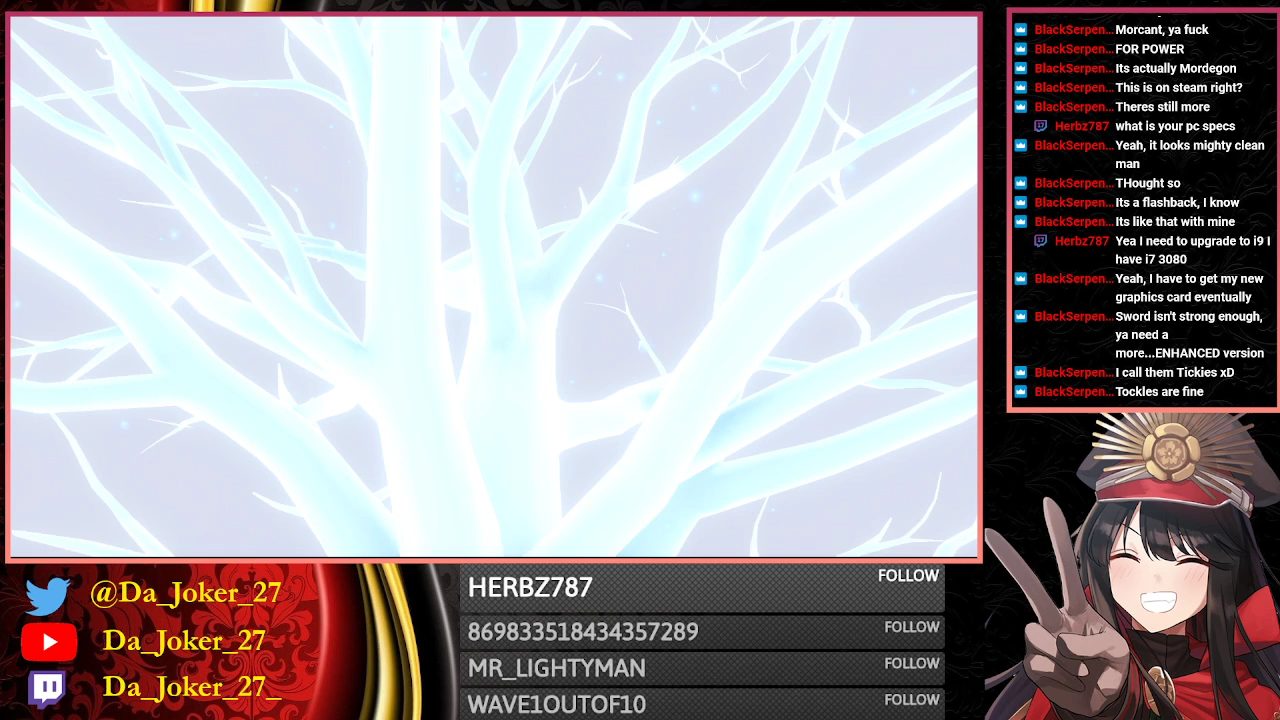 BlackSerpen... Morcant, ya fuck
BlackSerpen... FOR POWER
BlackSerpen... Its actually Mordegon
BlackSerpen... This is on steam right?
BlackSerpen... Theres still more
Herbz787 what is your pc specs
BlackSerpen... Yeah, it looks mighty clean
man
BlackSerpen... THought so
BlackSerpen... Its a flashback, I know
BlackSerpen... Its like that with mine
Herbz787 Yea I need to upgrade to i9 I
have i7 3080
BlackSerpen... Yeah, I have to get my new
graphics card eventually
BlackSerpen... Sword isn't strong enough,
ya need a
more...ENHANCED version
BlackSerpen... I call them Tickies xD
BlackSerpen... Tockles are fine
@Da_Joker_27
Da_Joker_27
Da_Joker_27_
HERBZ787 FOLLOW
869833518434357289 FOLLOW
MR_LIGHTYMAN FOLLOW
WAVE1OUTOF10 FOLLOW